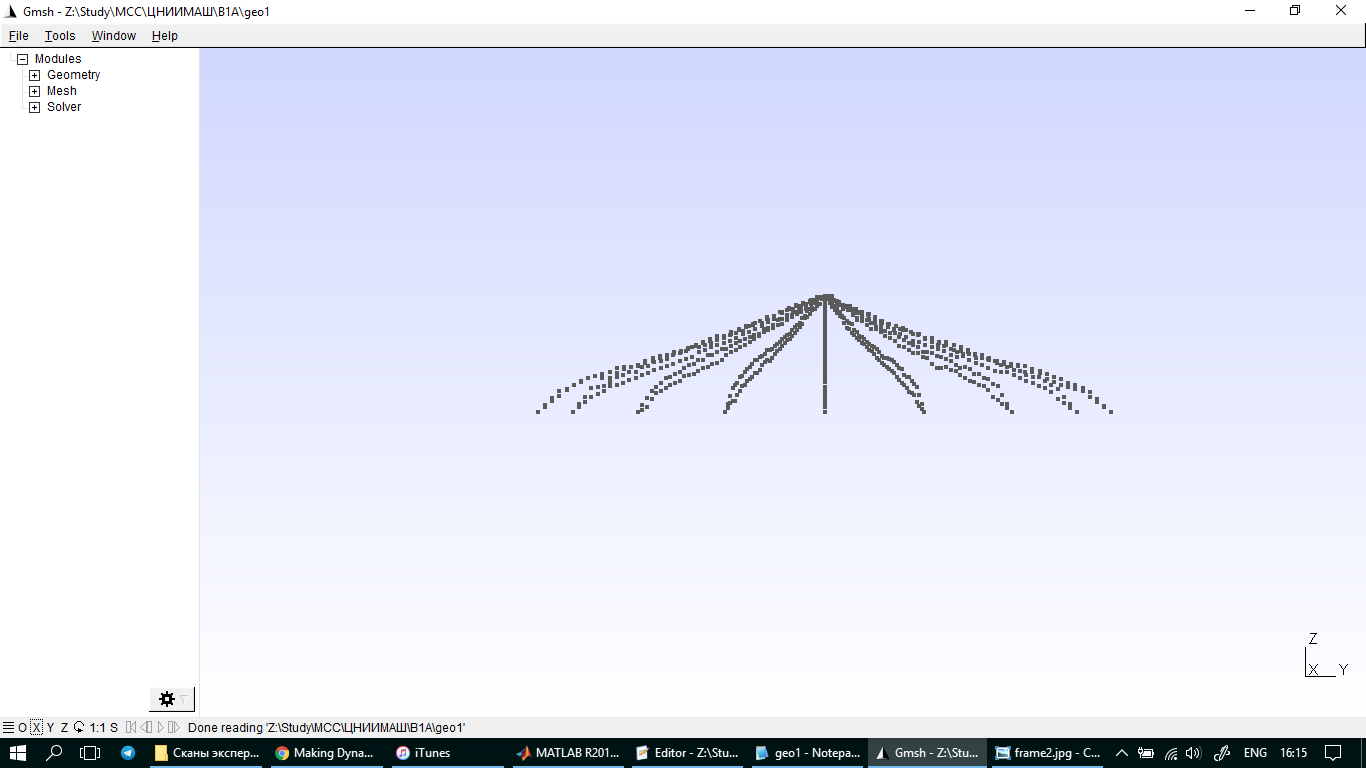 Gmsh - Z:\Study\МСС\ЦНИИМАШ\B1A\geo1
File Tools Window Help
Modules
Geometry
Mesh
Solver
Z
X Y
O X Y Z 1:1 S Done reading 'Z:\Study\МСС\ЦНИИМАШ\B1A\geo1'
Сканы экспер... Making Dyna... iTunes MATLAB R201... Editor - Z:\Stu... geo1 - Notepa... Gmsh - Z:\Stu... frame2.jpg - C... ENG 16:15